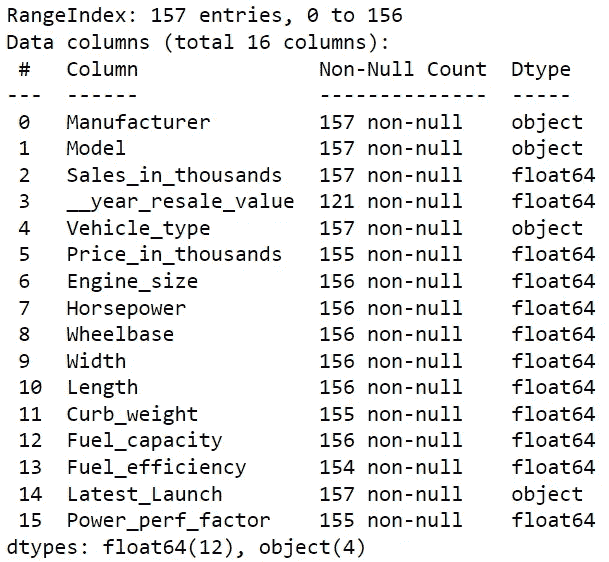 RangeIndex: 157 entries, 0 to 156
Data columns (total 16 columns):
 #   Column               Non-Null Count  Dtype
---  ------               --------------  -----
 0   Manufacturer         157 non-null    object
 1   Model                157 non-null    object
 2   Sales_in_thousands   157 non-null    float64
 3   __year_resale_value  121 non-null    float64
 4   Vehicle_type         157 non-null    object
 5   Price_in_thousands   155 non-null    float64
 6   Engine_size          156 non-null    float64
 7   Horsepower           156 non-null    float64
 8   Wheelbase            156 non-null    float64
 9   Width                156 non-null    float64
 10  Length               156 non-null    float64
 11  Curb_weight          155 non-null    float64
 12  Fuel_capacity        156 non-null    float64
 13  Fuel_efficiency      154 non-null    float64
 14  Latest_Launch        157 non-null    object
 15  Power_perf_factor    155 non-null    float64
dtypes: float64(12), object(4)